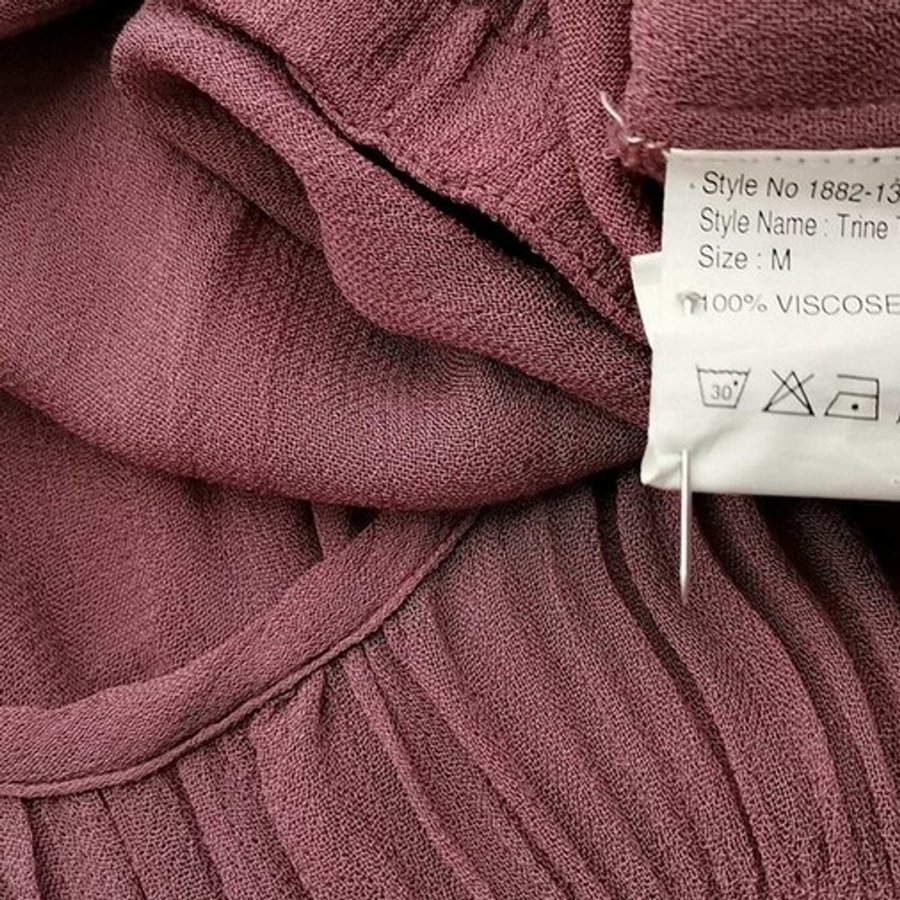 Style No 1882-13
Style Name : Trine
Size : M
100% VISCOSE
30